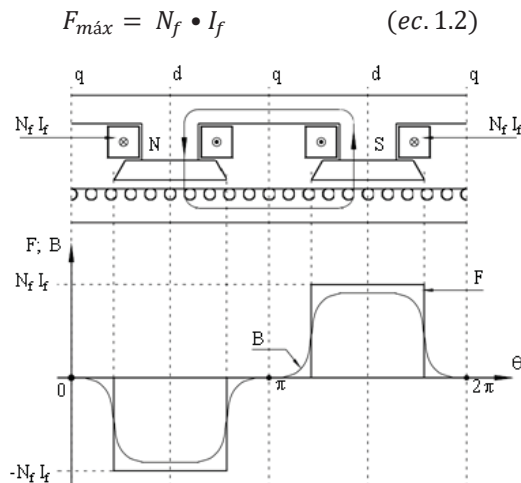 F_máx = N_f • I_f (ec. 1.2)
q d q d q
N_f I_f N S N_f I_f
F; B
N_f I_f F
B
0 π 2π θ
-N_f I_f